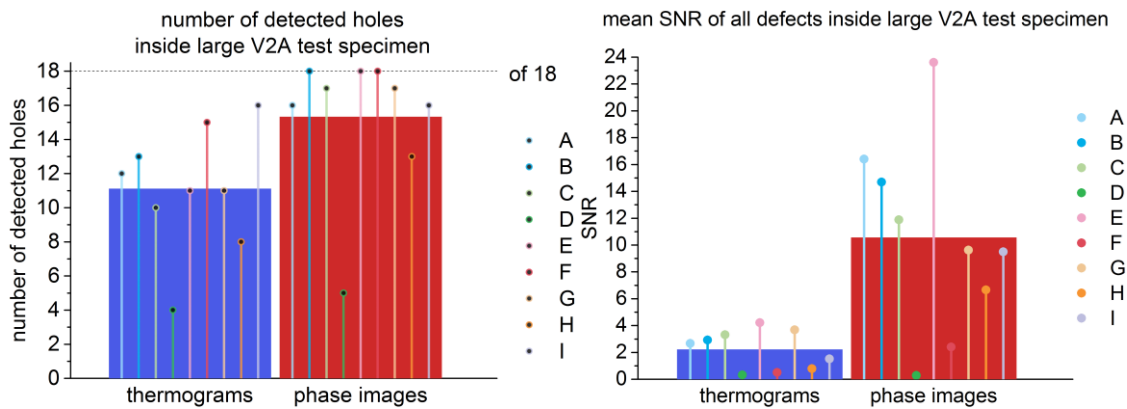 number of detected holes
inside large V2A test specimen
number of detected holes
18
16
14
12
10
8
6
4
2
0
of 18
thermograms
phase images
A
B
C
D
E
F
G
H
I
mean SNR of all defects inside large V2A test specimen
SNR
24
22
20
18
16
14
12
10
8
6
4
2
0
thermograms
phase images
A
B
C
D
E
F
G
H
I